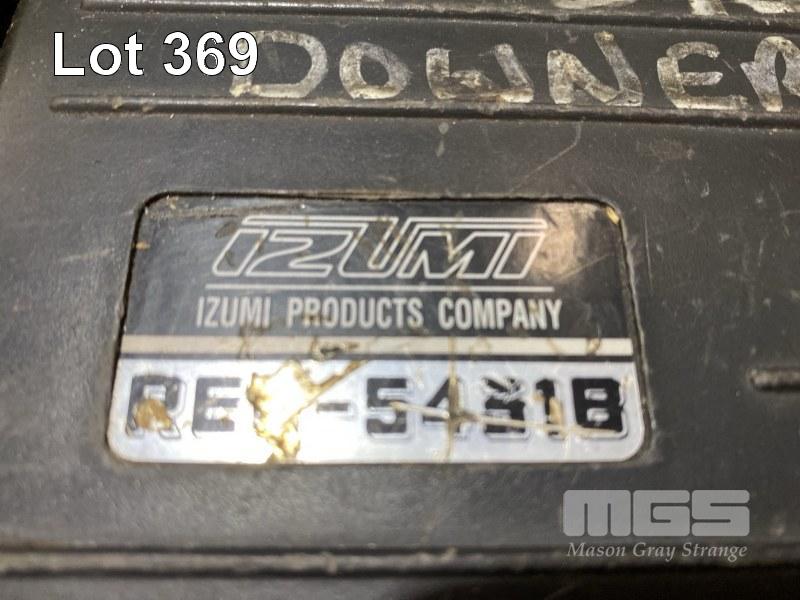 Lot 369
DOWNER
IZUMI
IZUMI PRODUCTS COMPANY
MGS
Mason Gray Strange